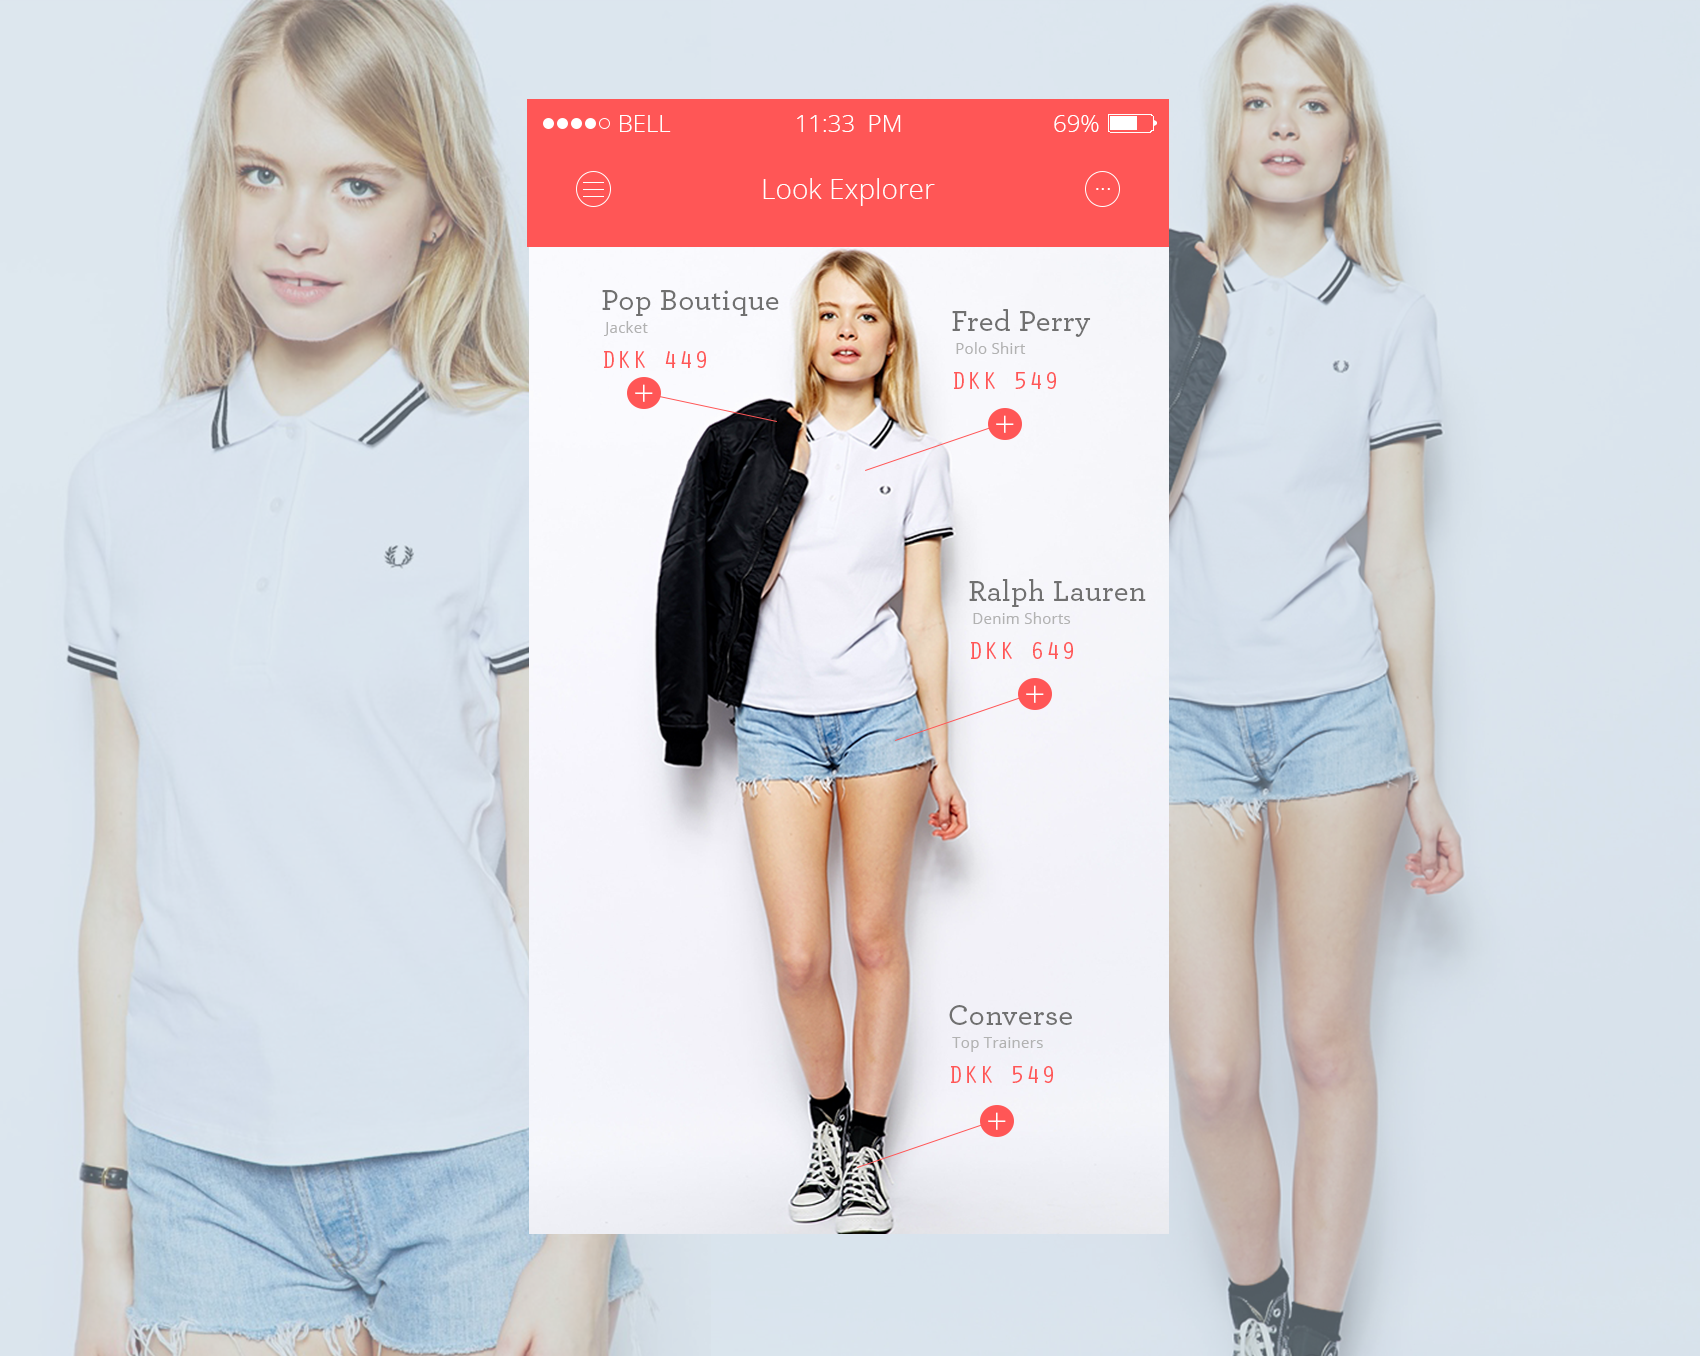 BELL 11:33 PM 69%
Look Explorer
Pop Boutique
Jacket
DKK 449
Fred Perry
Polo Shirt
DKK 549
Ralph Lauren
Denim Shorts
DKK 649
Converse
Top Trainers
DKK 549